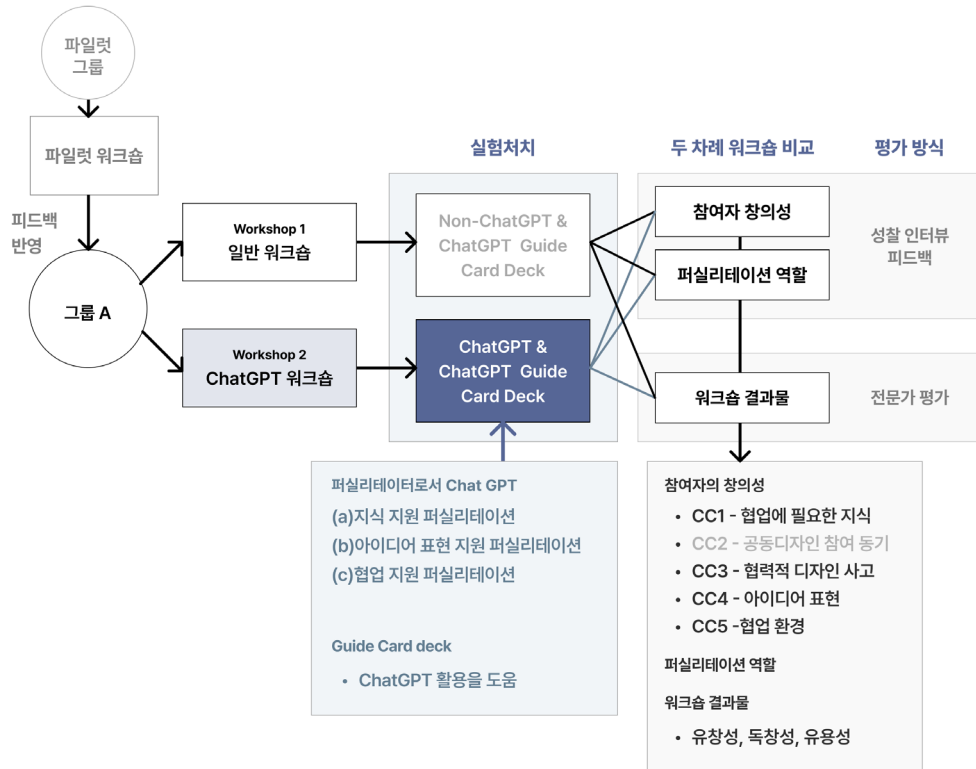 파일럿
그룹
파일럿 워크숍
피드백
반영
그룹 A
Workshop 1
일반 워크숍
Workshop 2
ChatGPT 워크숍
실험처치
Non-ChatGPT &
ChatGPT Guide
Card Deck
ChatGPT &
ChatGPT Guide
Card Deck
두 차례 워크숍 비교
평가 방식
참여자 창의성
퍼실리테이션 역할
성찰 인터뷰
피드백
워크숍 결과물
전문가 평가
퍼실리테이터로서 Chat GPT
(a)지식 지원 퍼실리테이션
(b)아이디어 표현 지원 퍼실리테이션
(c)협업 지원 퍼실리테이션
Guide Card deck
• ChatGPT 활용을 도움
참여자의 창의성
• CC1 - 협업에 필요한 지식
• CC2 - 공동디자인 참여 동기
• CC3 - 협력적 디자인 사고
• CC4 - 아이디어 표현
• CC5 -협업 환경
퍼실리테이션 역할
워크숍 결과물
• 유창성, 독창성, 유용성